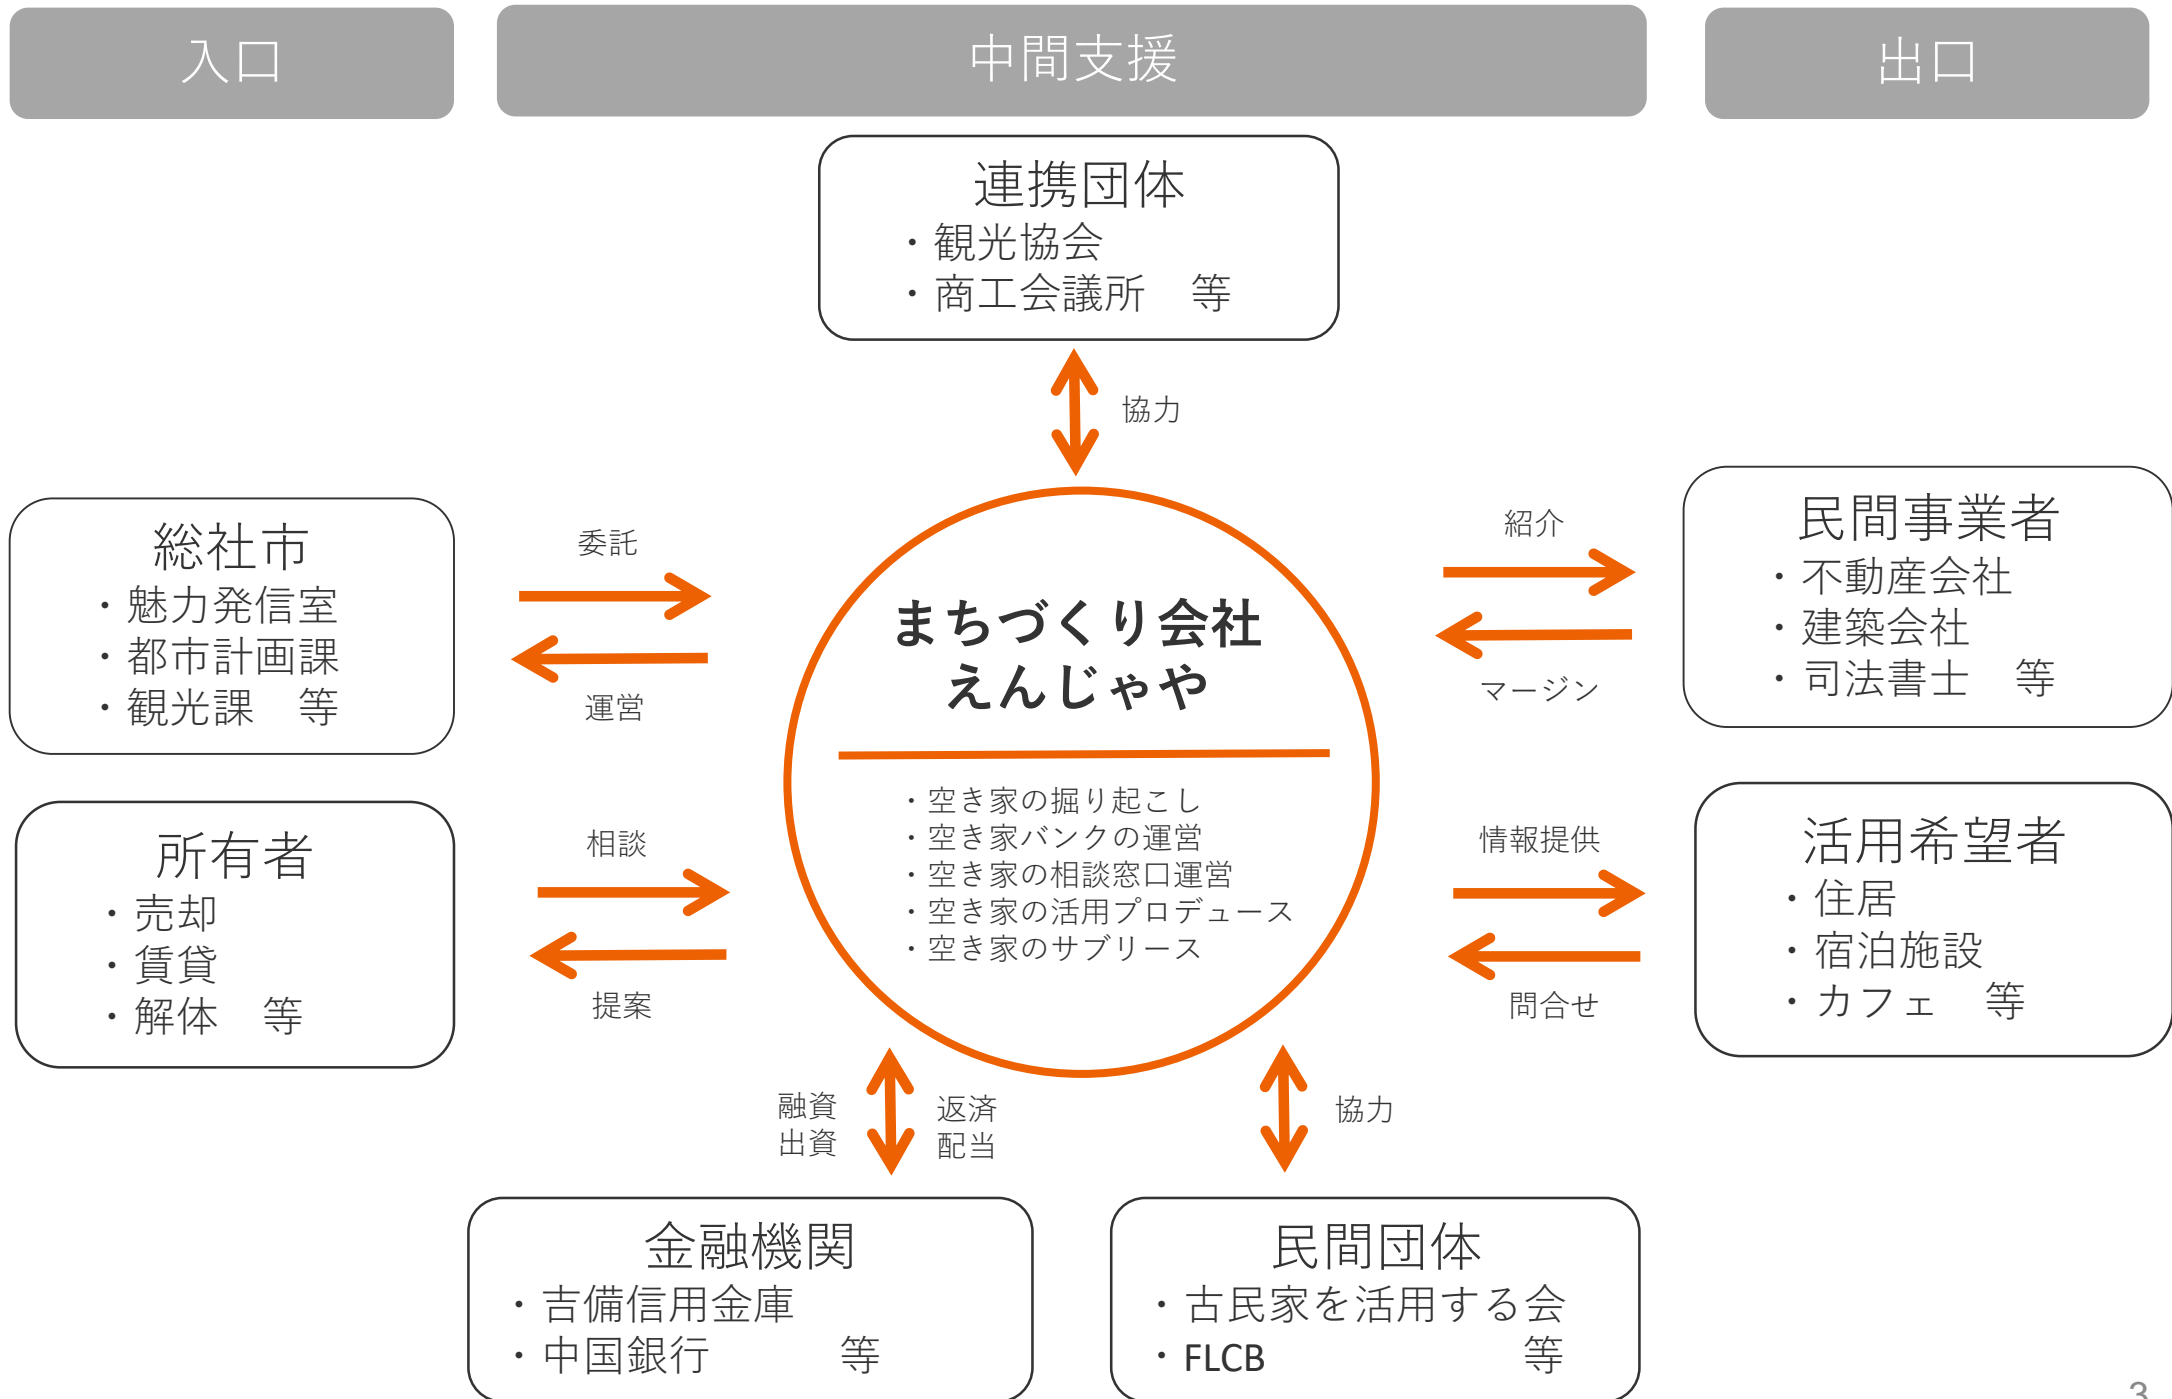 入口
中間支援
出口
連携団体
・観光協会
・商工会議所　等
協力
総社市
・魅力発信室
・都市計画課
・観光課　等
委託
運営
まちづくり会社
えんじゃや
・空き家の掘り起こし
・空き家バンクの運営
・空き家の相談窓口運営
・空き家の活用プロデュース
・空き家のサブリース
紹介
マージン
民間事業者
・不動産会社
・建築会社
・司法書士　等
所有者
・売却
・賃貸
・解体　等
相談
提案
情報提供
問合せ
活用希望者
・住居
・宿泊施設
・カフェ　等
融資
出資
返済
配当
協力
金融機関
・吉備信用金庫
・中国銀行　　　等
民間団体
・古民家を活用する会
・FLCB　　　　　　等
3